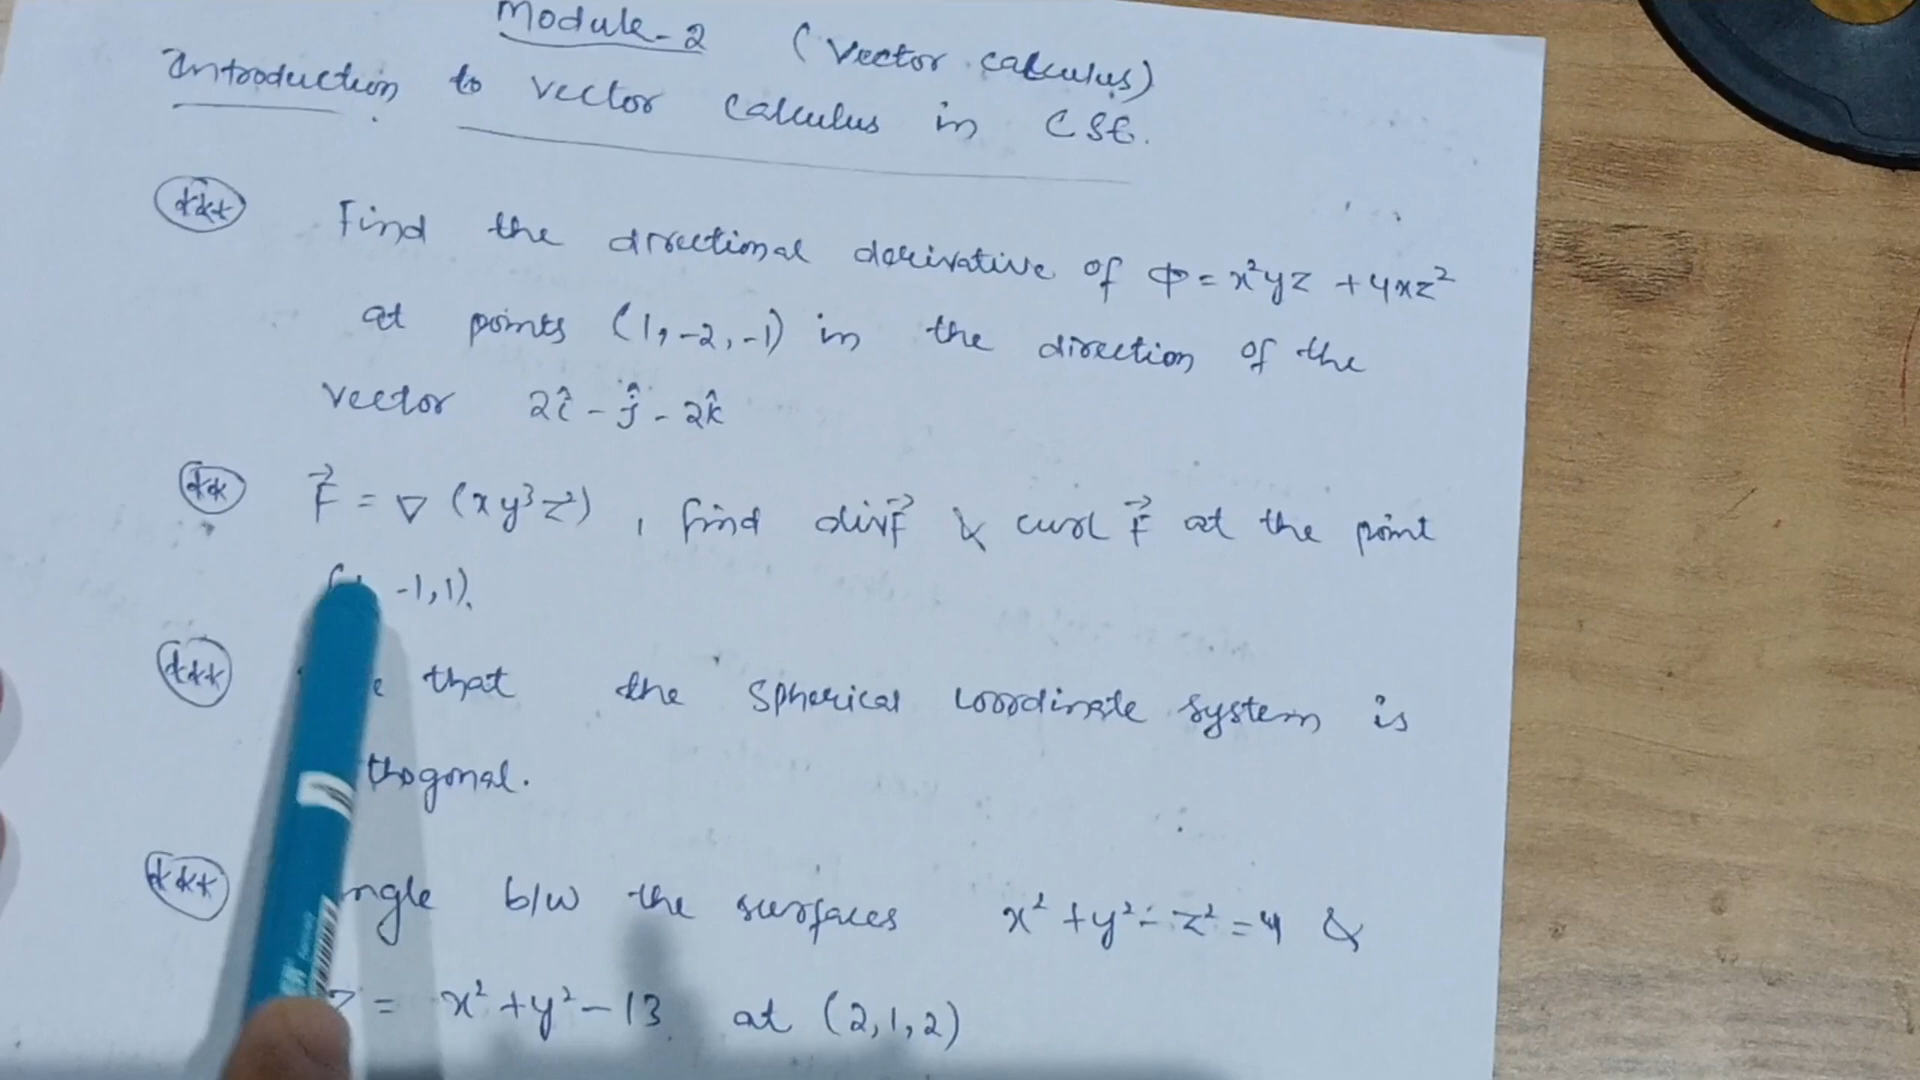 Module-2 (Vector calculus)
Introduction to vector calculus in CSE.
*** Find the directional derivative of Φ = x²yz + 4xz²
at points (1, -2, -1) in the direction of the
vector 2î - ĵ - 2k̂
** F⃗ = ∇ (xy³z²), find div F⃗ & curl F⃗ at the point
-1, 1).
*** that the spherical coordinate system is
thogonal.
*** ngle b/w the surfaces x² + y² - z² = 4 &
z = x² + y² - 13 at (2, 1, 2)